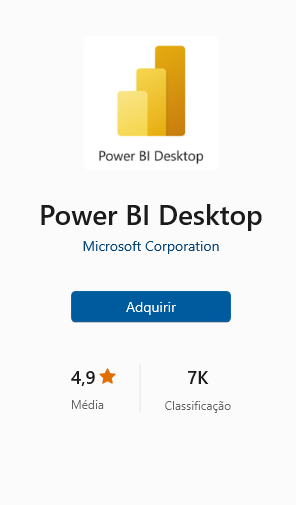 Power BI Desktop
Power BI Desktop
Microsoft Corporation
Adquirir
4,9
7K
Média
Classificação